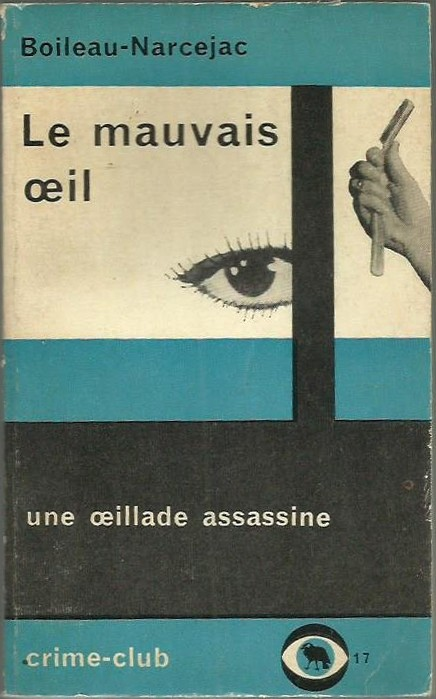 Boileau-Narcejac
Le mauvais
œil
une œillade assassine
crime-club
17